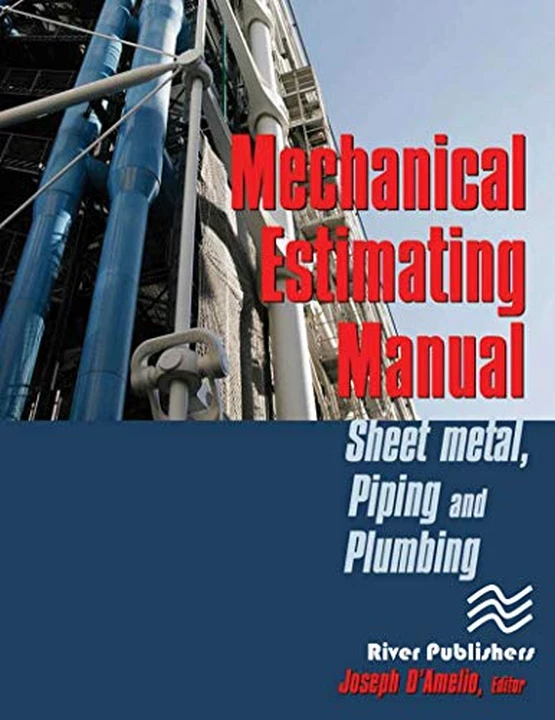 Mechanical
Estimating
Manual
Sheet metal,
Piping and
Plumbing
River Publishers
Joseph D'Amelio, Editor